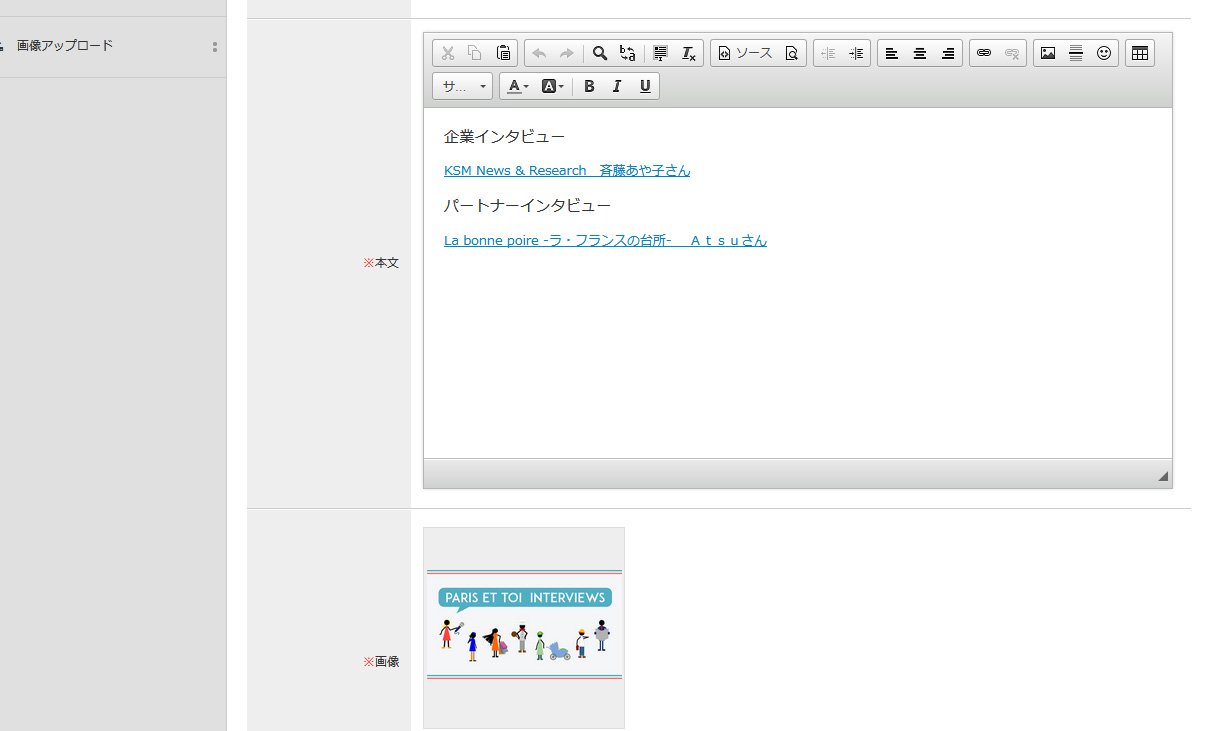 画像アップロード
ソース
サ...
A
A
B I U
企業インタビュー
KSM News & Research　斉藤あや子さん
パートナーインタビュー
La bonne poire -ラ・フランスの台所-　Ａｔｓｕさん
※本文
PARIS ET TOI INTERVIEWS
※画像